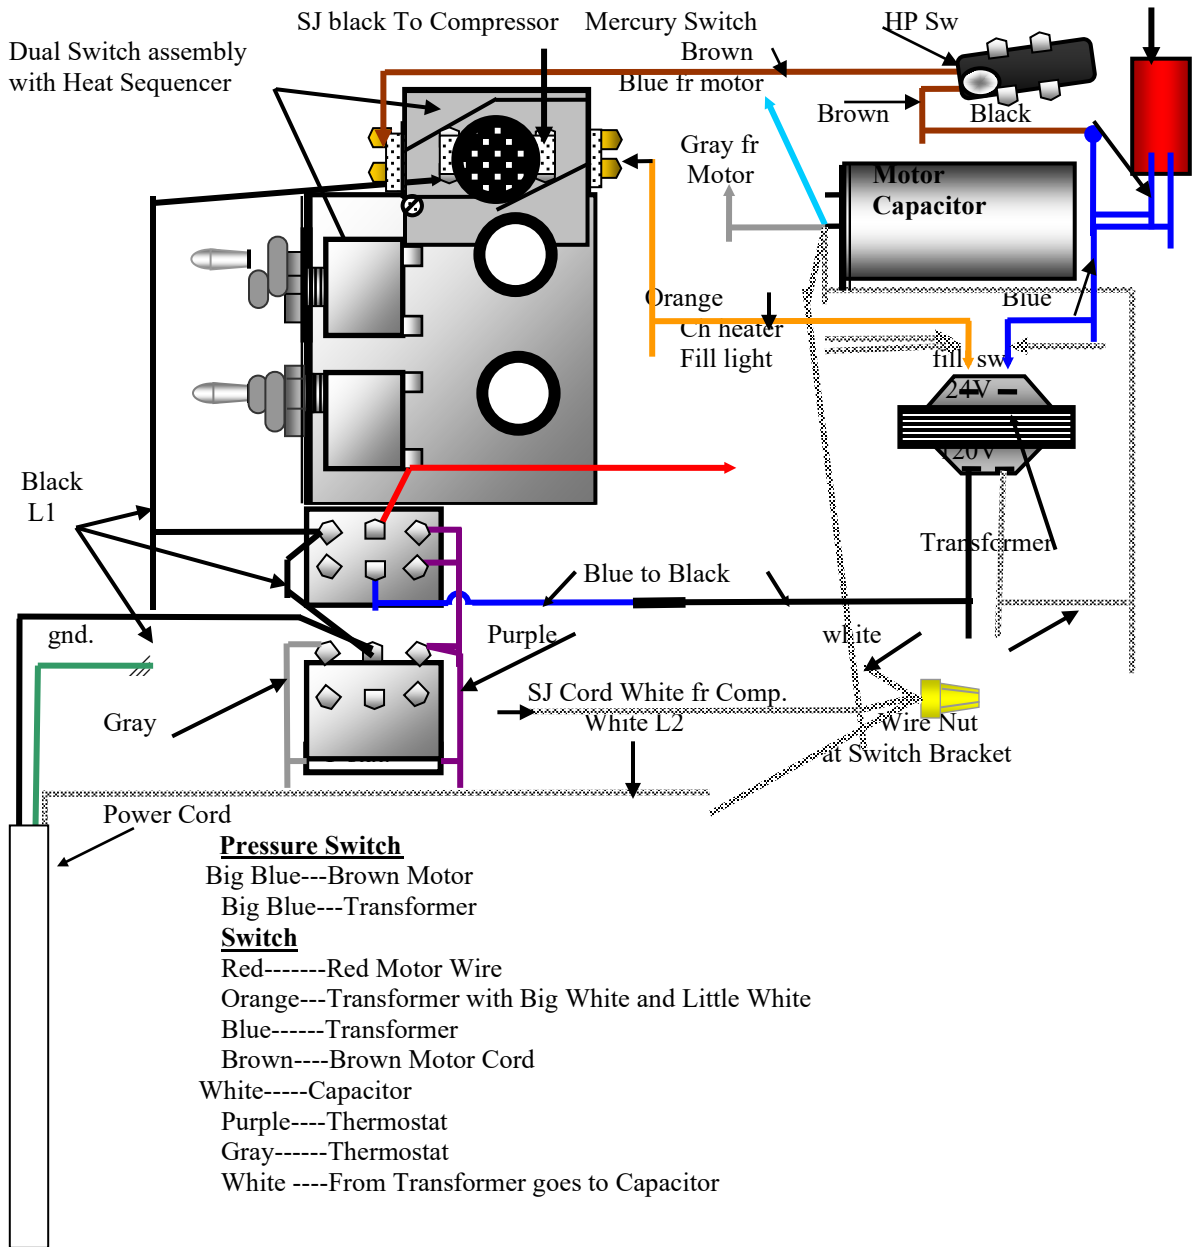 SJ black To Compressor
Mercury Switch
HP Sw
Dual Switch assembly
with Heat Sequencer
Brown
Blue fr motor
Brown
Black
Gray fr
Motor
Motor
Capacitor
Orange
Blue
Ch heater
Fill light
fill sw
24V
120V
Black
L1
Transformer
Blue to Black
gnd.
Purple
white
SJ Cord White fr Comp.
Gray
White L2
Wire Nut
at Switch Bracket
Power Cord
Pressure Switch
Big Blue---Brown Motor
Big Blue---Transformer
Switch
Red-------Red Motor Wire
Orange---Transformer with Big White and Little White
Blue------Transformer
Brown----Brown Motor Cord
White-----Capacitor
Purple----Thermostat
Gray------Thermostat
White ----From Transformer goes to Capacitor